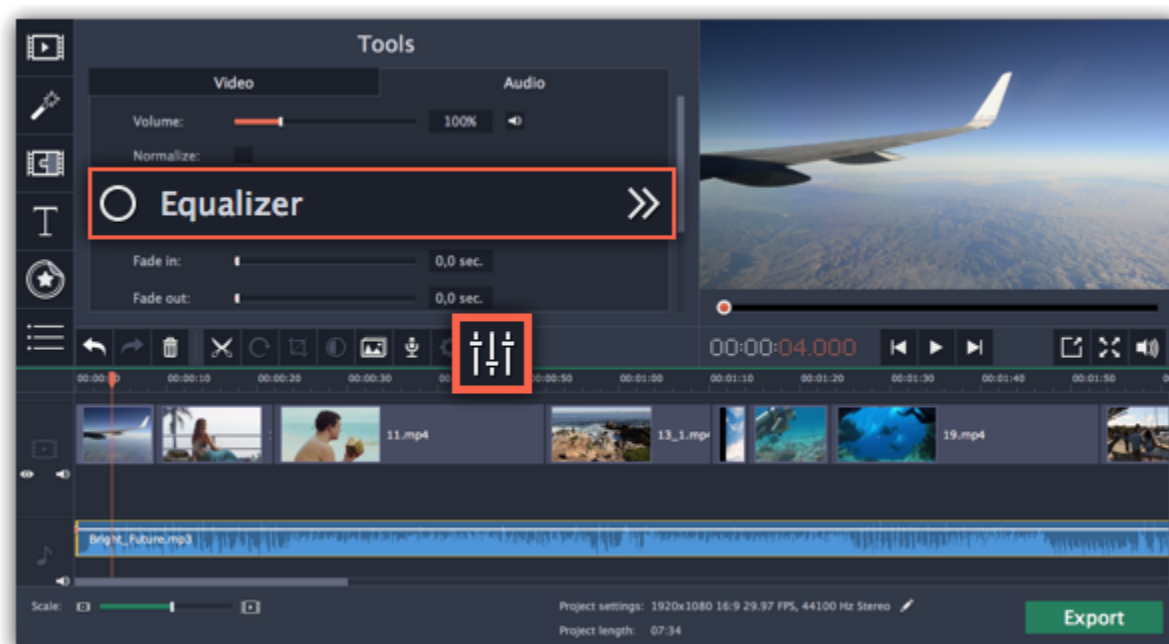 Tools
Video
Audio
Volume:
100%
Normalize:
Equalizer
Fade in:
0,0 sec.
Fade out:
0,0 sec.
T
00:00:04.000
00:00:10
00:00:20
00:00:30
00:00:50
00:01:00
00:01:10
00:01:20
00:01:30
00:01:40
00:01:50
11.mp4
13_1.mp4
19.mp4
Bright_Future.mp3
Scale:
Project settings: 1920x1080 16:9 29.97 FPS, 44100 Hz Stereo
Project length: 07:34
Export